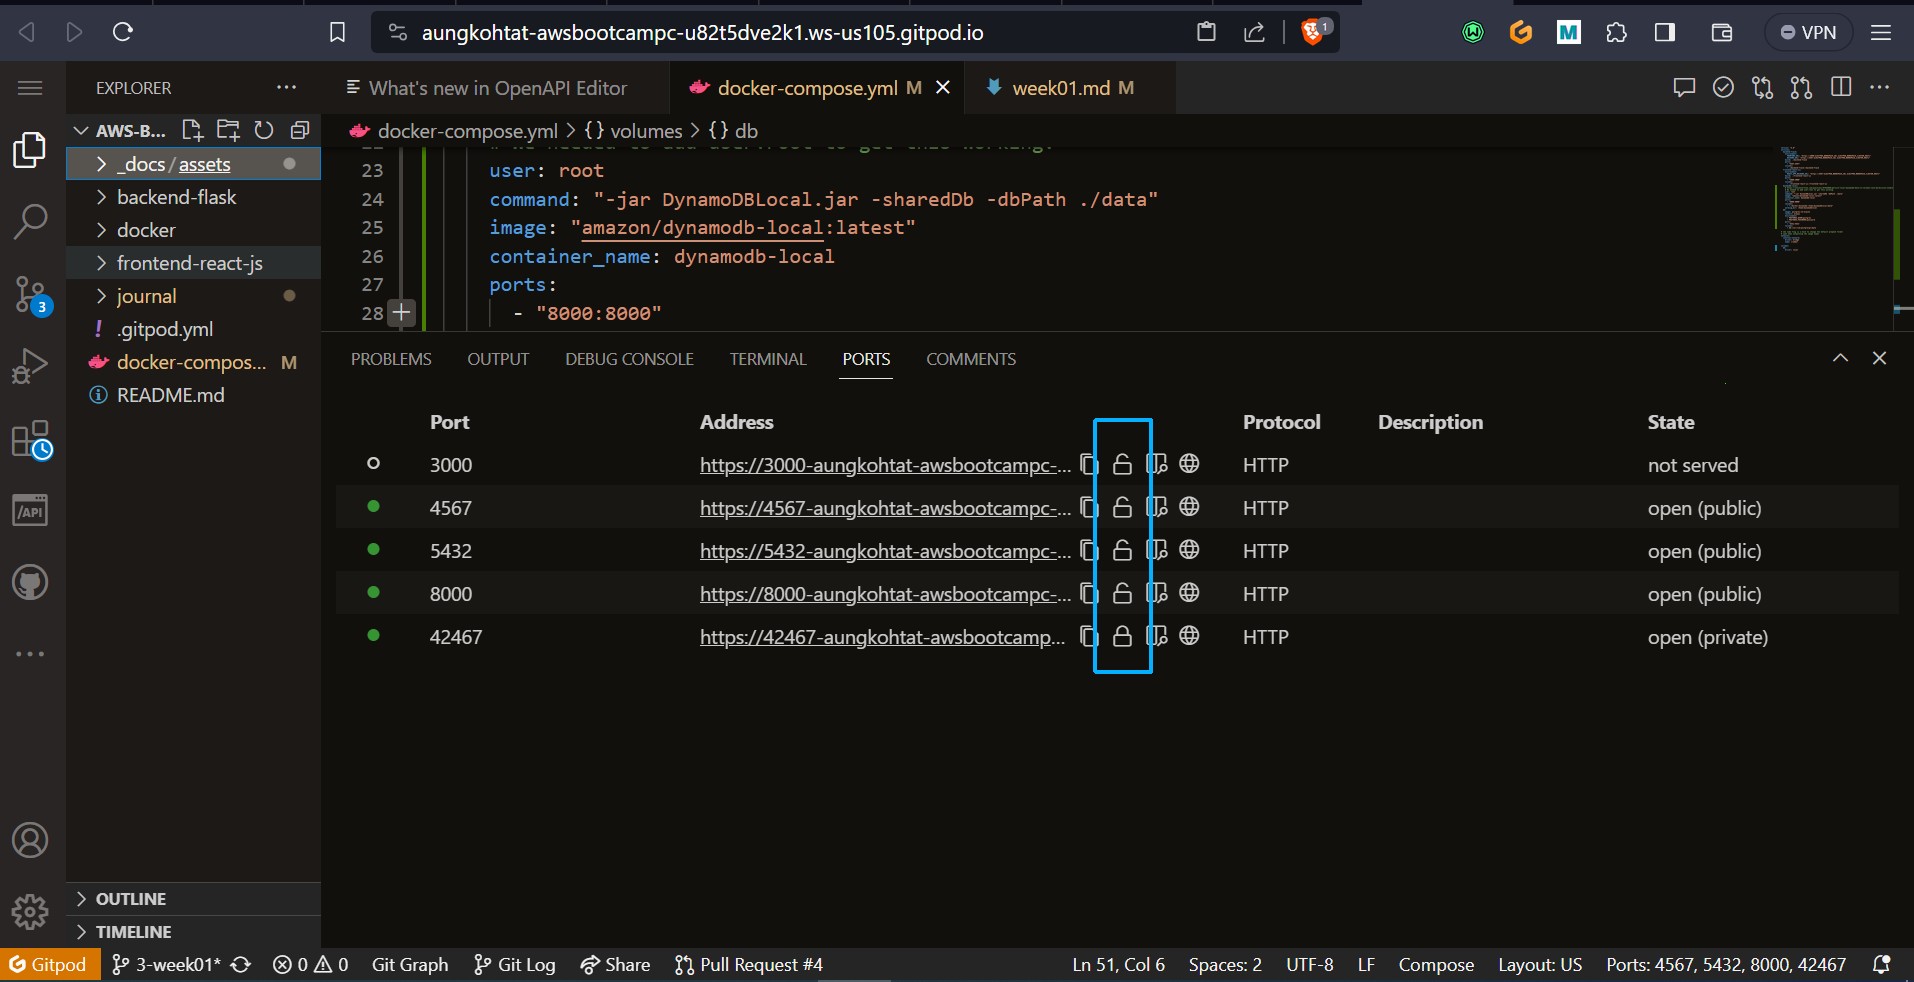 aungkohtat-awsbootcampc-u82t5dve2k1.ws-us105.gitpod.io
1
M
VPN
EXPLORER
What's new in OpenAPI Editor
docker-compose.yml M
week01.md M
AWS-B...
docker-compose.yml > {} volumes > {} db
_docs / assets
backend-flask
docker
frontend-react-js
journal
.gitpod.yml
docker-compos... M
README.md
3
/API
22
23 user: root
24 command: "-jar DynamoDBLocal.jar -sharedDb -dbPath ./data"
25 image: "amazon/dynamodb-local:latest"
26 container_name: dynamodb-local
27 ports:
28 - "8000:8000"
PROBLEMS OUTPUT DEBUG CONSOLE TERMINAL PORTS COMMENTS
Port Address Protocol Description State
3000 https://3000-aungkohtat-awsbootcampc-... HTTP not served
4567 https://4567-aungkohtat-awsbootcampc-... HTTP open (public)
5432 https://5432-aungkohtat-awsbootcampc-... HTTP open (public)
8000 https://8000-aungkohtat-awsbootcampc-... HTTP open (public)
42467 https://42467-aungkohtat-awsbootcamp... HTTP open (private)
OUTLINE
TIMELINE
Gitpod 3-week01* 0 0 Git Graph Git Log Share Pull Request #4 Ln 51, Col 6 Spaces: 2 UTF-8 LF Compose Layout: US Ports: 4567, 5432, 8000, 42467